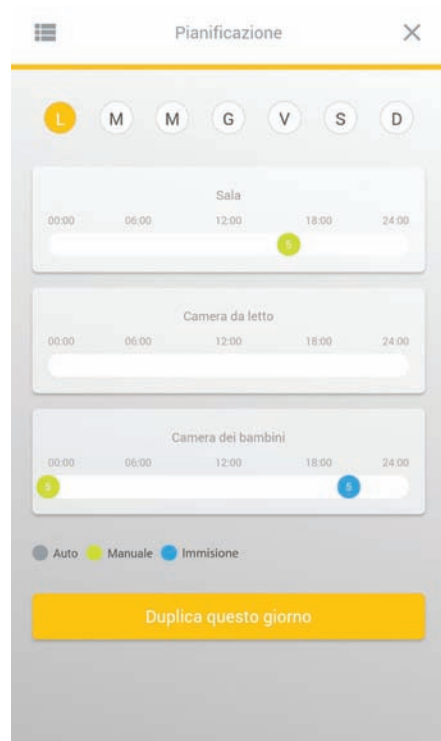 Pianificazione
L M M G V S D
Sala
00:00 06:00 12:00 18:00 24:00
5
Camera da letto
00:00 06:00 12:00 18:00 24:00
Camera dei bambini
00:00 06:00 12:00 18:00 24:00
5 5
Auto Manuale Immisione
Duplica questo giorno